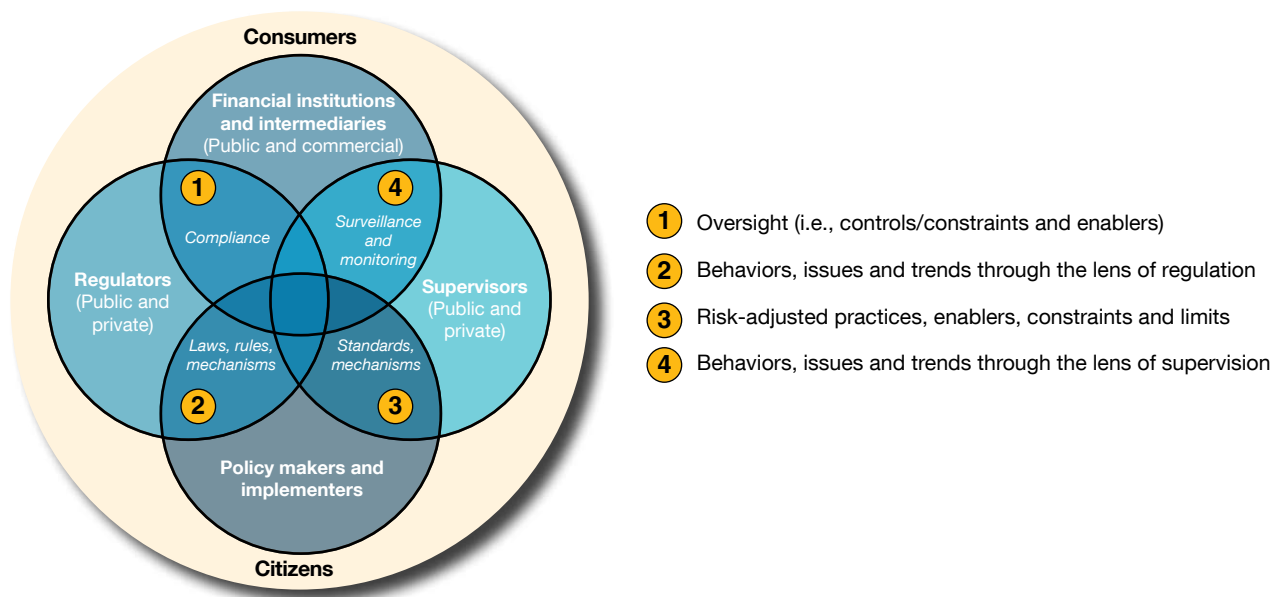 Consumers
Financial institutions
and intermediaries
(Public and commercial)
1
4
Compliance
Surveillance
and
monitoring
Regulators
(Public and
private)
Supervisors
(Public and
private)
Laws, rules,
mechanisms
Standards,
mechanisms
2
3
Policy makers and
implementers
Citizens
1 Oversight (i.e., controls/constraints and enablers)
2 Behaviors, issues and trends through the lens of regulation
3 Risk-adjusted practices, enablers, constraints and limits
4 Behaviors, issues and trends through the lens of supervision